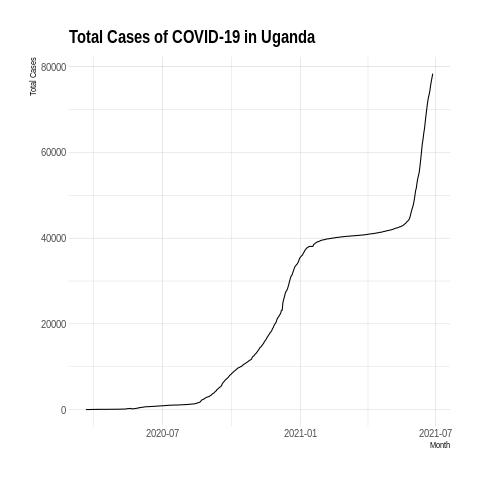 Total Cases of COVID-19 in Uganda
Total Cases
80000
60000
40000
20000
0
2020-07
2021-01
2021-07
Month